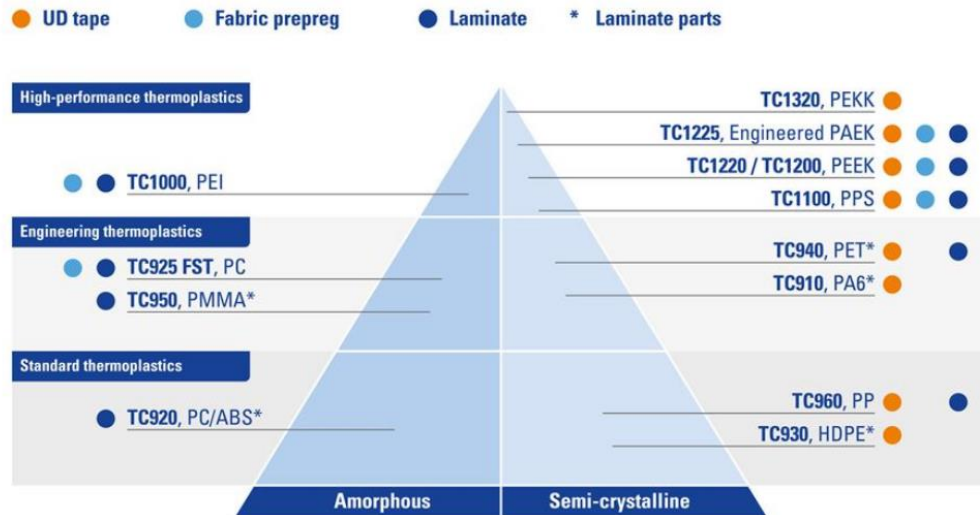 UD tape Fabric prepreg Laminate * Laminate parts
High-performance thermoplastics
TC1320, PEKK
TC1225, Engineered PAEK
TC1220 / TC1200, PEEK
TC1000, PEI
TC1100, PPS
Engineering thermoplastics
TC940, PET*
TC925 FST, PC
TC910, PA6*
TC950, PMMA*
Standard thermoplastics
TC960, PP
TC920, PC/ABS*
TC930, HDPE*
Amorphous Semi-crystalline